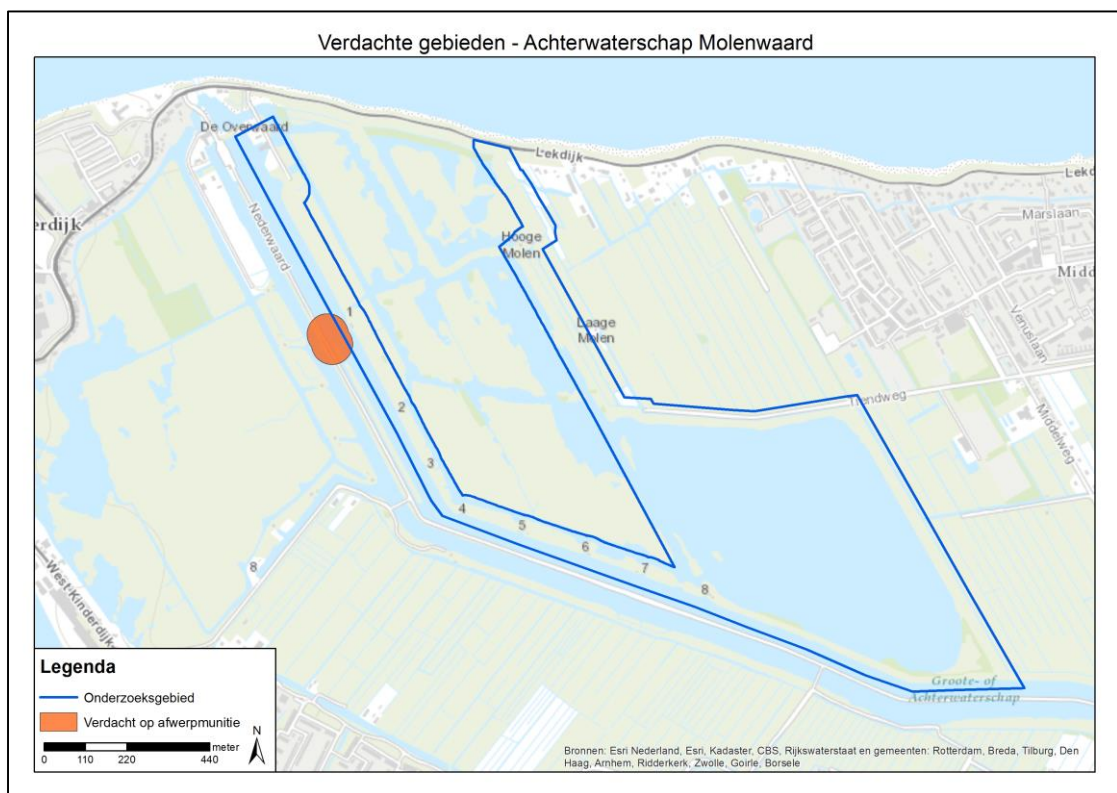 Verdachte gebieden - Achterwaterschap Molenwaard
De Overwaard
Lekdijk
Lekd
Marslaan
erdijk
Nederwaard
Hooge
Molen
Midd
Venuslaan
1
Laage
Molen
2
Tiendweg
Middelweg
3
4
5
6
7
8
8
West Kinderdijk
Groote- of
Achterwaterschap
Legenda
Onderzoeksgebied
Verdacht op afwerpmunitie
meter
N
0 110 220 440
Bronnen: Esri Nederland, Esri, Kadaster, CBS, Rijkswaterstaat en gemeenten: Rotterdam, Breda, Tilburg, Den
Haag, Arnhem, Ridderkerk, Zwolle, Goirle, Borsele